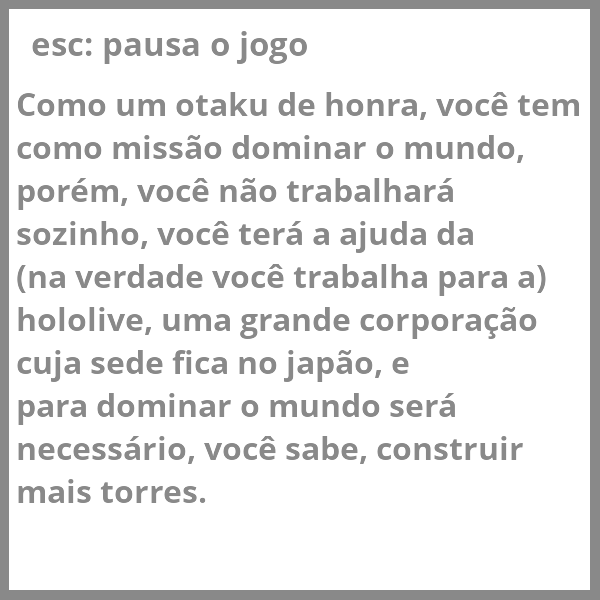 esc: pausa o jogo
Como um otaku de honra, você tem
como missão dominar o mundo,
porém, você não trabalhará
sozinho, você terá a ajuda da
(na verdade você trabalha para a)
hololive, uma grande corporação
cuja sede fica no japão, e
para dominar o mundo será
necessário, você sabe, construir
mais torres.